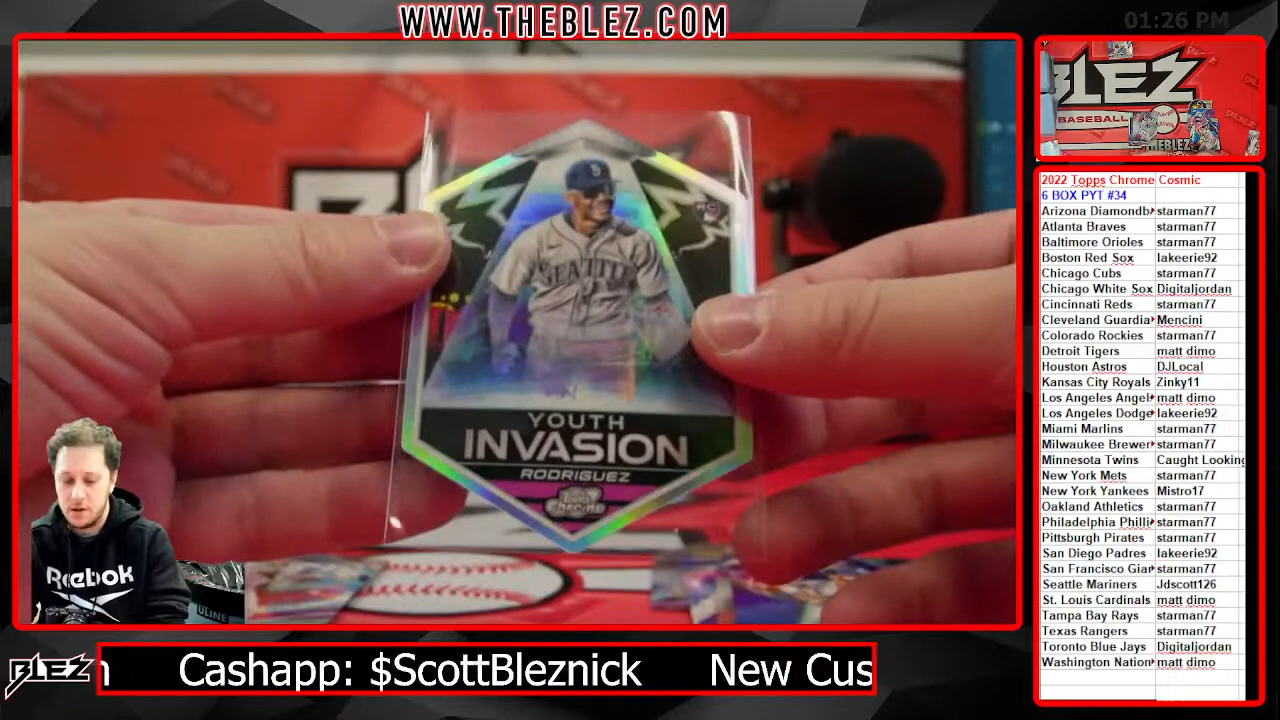 WWW.THEBLEZ.COM
01:26 PM
BLEZ
BASEBALL
THEBLEZ
2022 Topps Chrome Cosmic
6 BOX PYT #34
Arizona Diamondb starman77
Atlanta Braves starman77
Baltimore Orioles starman77
Boston Red Sox lakeerie92
Chicago Cubs starman77
Chicago White Sox Digitaljordan
Cincinnati Reds starman77
Cleveland Guardia Mencini
Colorado Rockies starman77
Detroit Tigers matt dimo
Houston Astros DJLocal
Kansas City Royals Zinky11
Los Angeles Angel matt dimo
Los Angeles Dodge lakeerie92
Miami Marlins starman77
Milwaukee Brewer starman77
Minnesota Twins Caught Looking
New York Mets starman77
New York Yankees Mistro17
Oakland Athletics starman77
Philadelphia Philli starman77
Pittsburgh Pirates starman77
San Diego Padres lakeerie92
San Francisco Gian starman77
Seattle Mariners Jdscott126
St. Louis Cardinals matt dimo
Tampa Bay Rays starman77
Texas Rangers starman77
Toronto Blue Jays Digitaljordan
Washington Nation matt dimo
S
RC
SEATTLE
YOUTH
INVASION
RODRIGUEZ
Topps
Chrome
Reebok
ULINE
BLEZ
Cashapp: $ScottBleznick New Cus